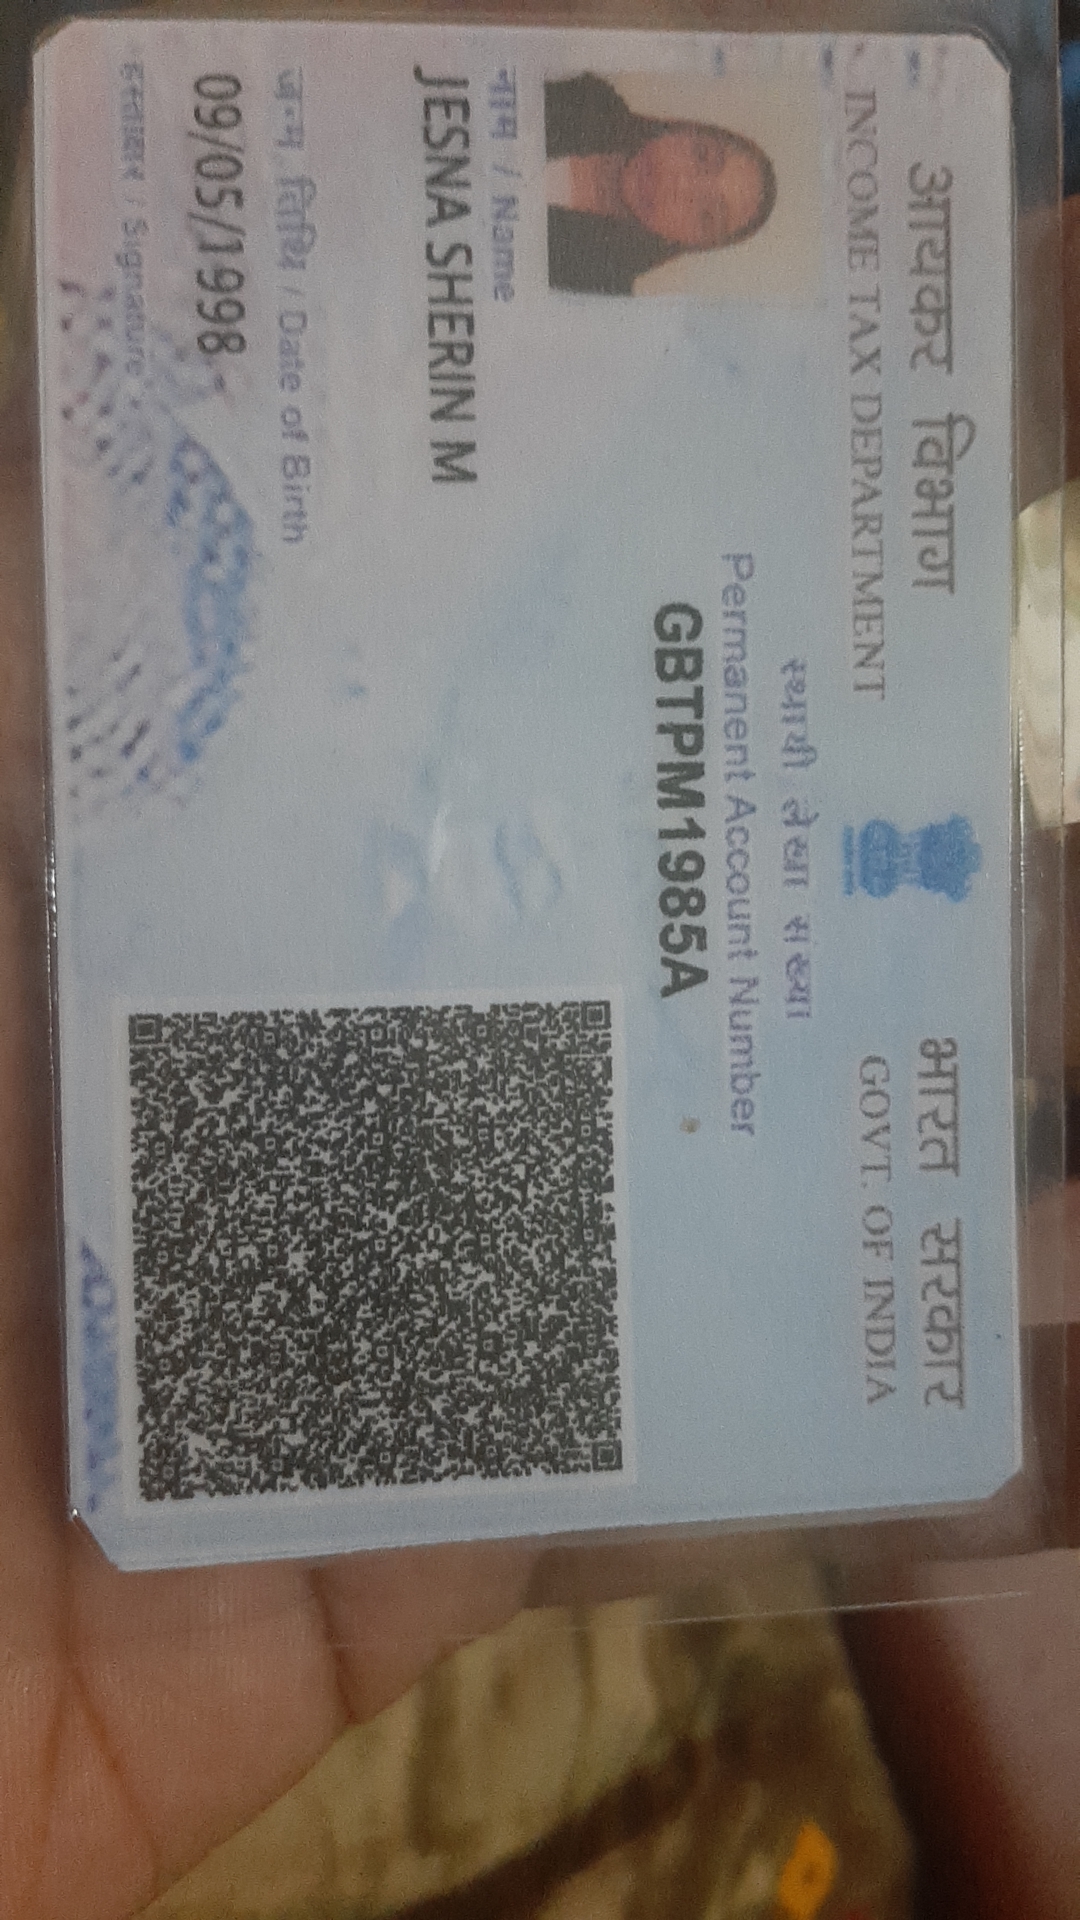 आयकर विभाग
INCOME TAX DEPARTMENT
भारत सरकार
GOVT. OF INDIA
स्थायी लेखा संख्या
Permanent Account Number
GBTPM1985A
नाम / Name
JESNA SHERIN M
जन्म तिथि / Date of Birth
09/05/1998
हस्ताक्षर / Signature